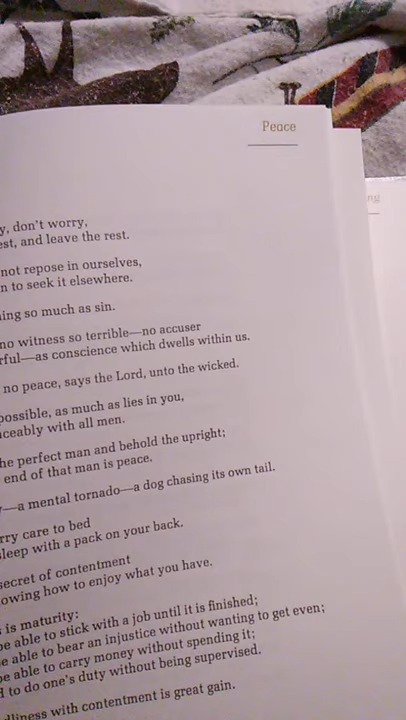 Peace
ng
y, don't worry,
est, and leave the rest.
not repose in ourselves,
n to seek it elsewhere.
ing so much as sin.
no witness so terrible—no accuser
rful—as conscience which dwells within us.
no peace, says the Lord, unto the wicked.
possible, as much as lies in you,
ceably with all men.
he perfect man and behold the upright;
end of that man is peace.
y—a mental tornado—a dog chasing its own tail.
rry care to bed
sleep with a pack on your back.
secret of contentment
owing how to enjoy what you have.
s is maturity:
be able to stick with a job until it is finished;
e able to bear an injustice without wanting to get even;
be able to carry money without spending it;
d to do one's duty without being supervised.
dliness with contentment is great gain.